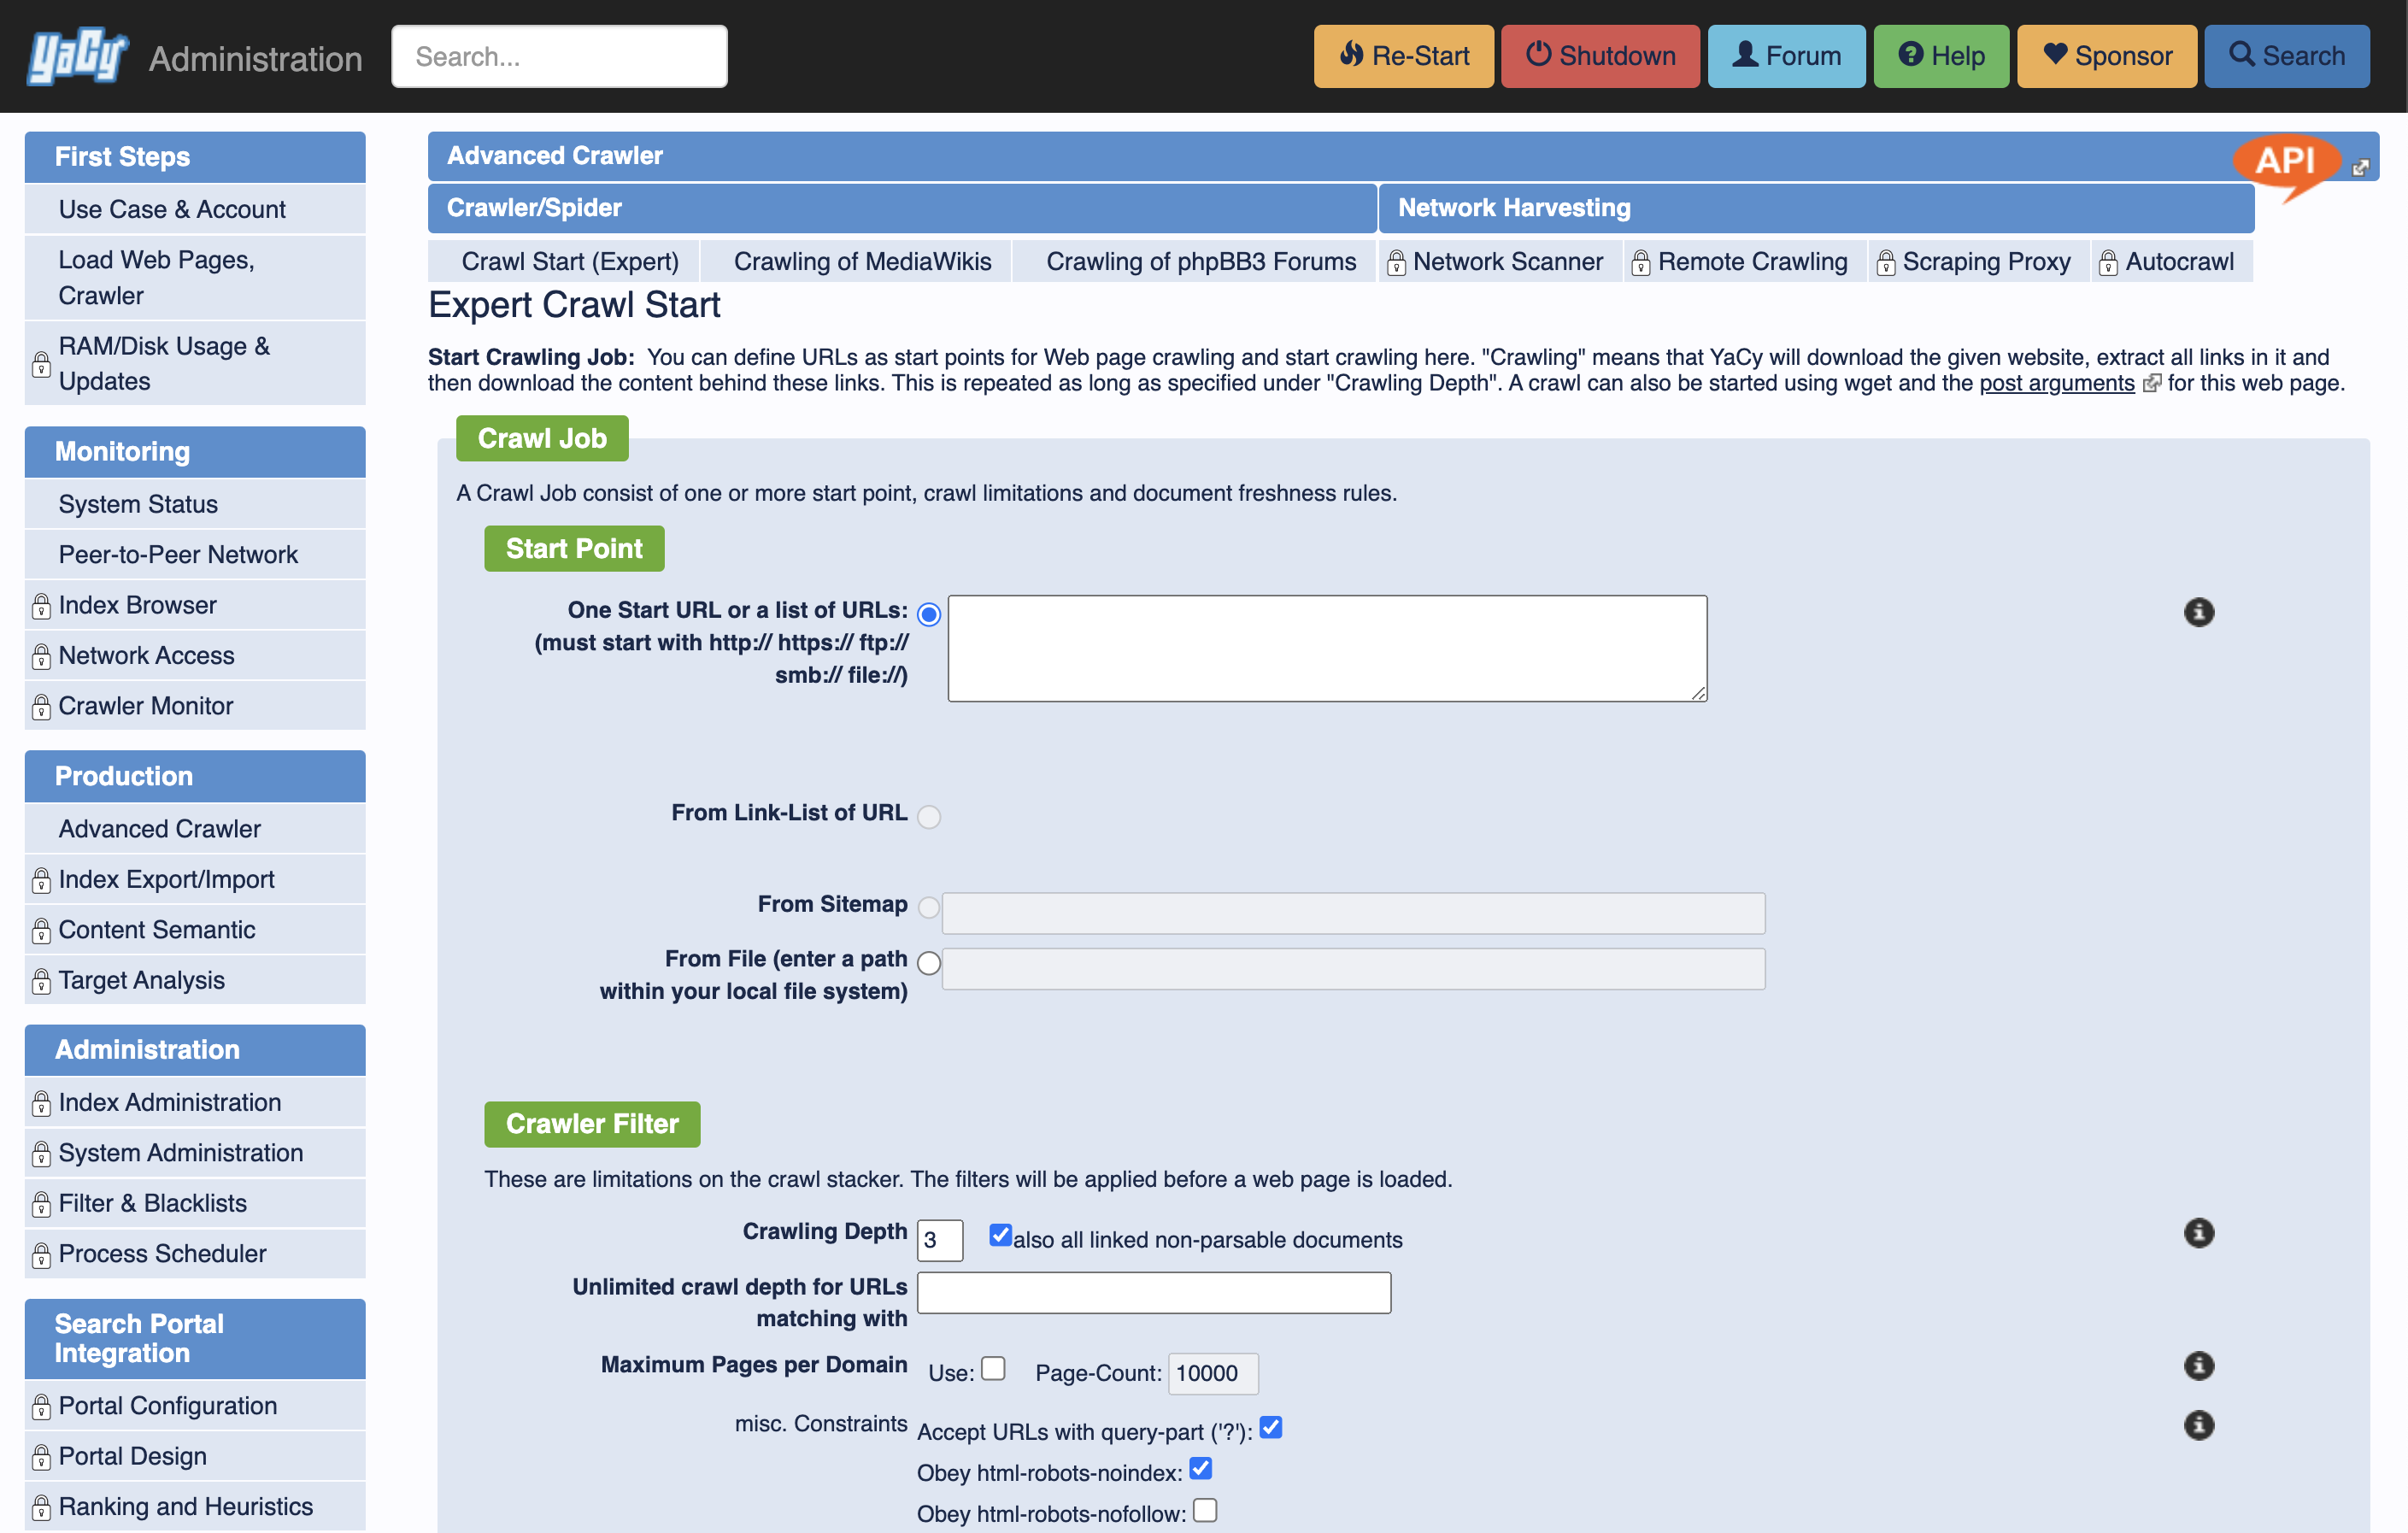 YaCy Administration Search... Re-Start Shutdown Forum Help Sponsor Search
First Steps
Use Case & Account
Load Web Pages,
Crawler
RAM/Disk Usage &
Updates
Monitoring
System Status
Peer-to-Peer Network
Index Browser
Network Access
Crawler Monitor
Production
Advanced Crawler
Index Export/Import
Content Semantic
Target Analysis
Administration
Index Administration
System Administration
Filter & Blacklists
Process Scheduler
Search Portal
Integration
Portal Configuration
Portal Design
Ranking and Heuristics
Advanced Crawler API
Crawler/Spider Network Harvesting
Crawl Start (Expert) Crawling of MediaWikis Crawling of phpBB3 Forums Network Scanner Remote Crawling Scraping Proxy Autocrawl
Expert Crawl Start
Start Crawling Job: You can define URLs as start points for Web page crawling and start crawling here. "Crawling" means that YaCy will download the given website, extract all links in it and
then download the content behind these links. This is repeated as long as specified under "Crawling Depth". A crawl can also be started using wget and the post arguments for this web page.
Crawl Job
A Crawl Job consist of one or more start point, crawl limitations and document freshness rules.
Start Point
One Start URL or a list of URLs:
(must start with http:// https:// ftp://
smb:// file://)
From Link-List of URL
From Sitemap
From File (enter a path
within your local file system)
Crawler Filter
These are limitations on the crawl stacker. The filters will be applied before a web page is loaded.
Crawling Depth 3 also all linked non-parsable documents
Unlimited crawl depth for URLs
matching with
Maximum Pages per Domain Use: Page-Count: 10000
misc. Constraints Accept URLs with query-part ('?'):
Obey html-robots-noindex:
Obey html-robots-nofollow: